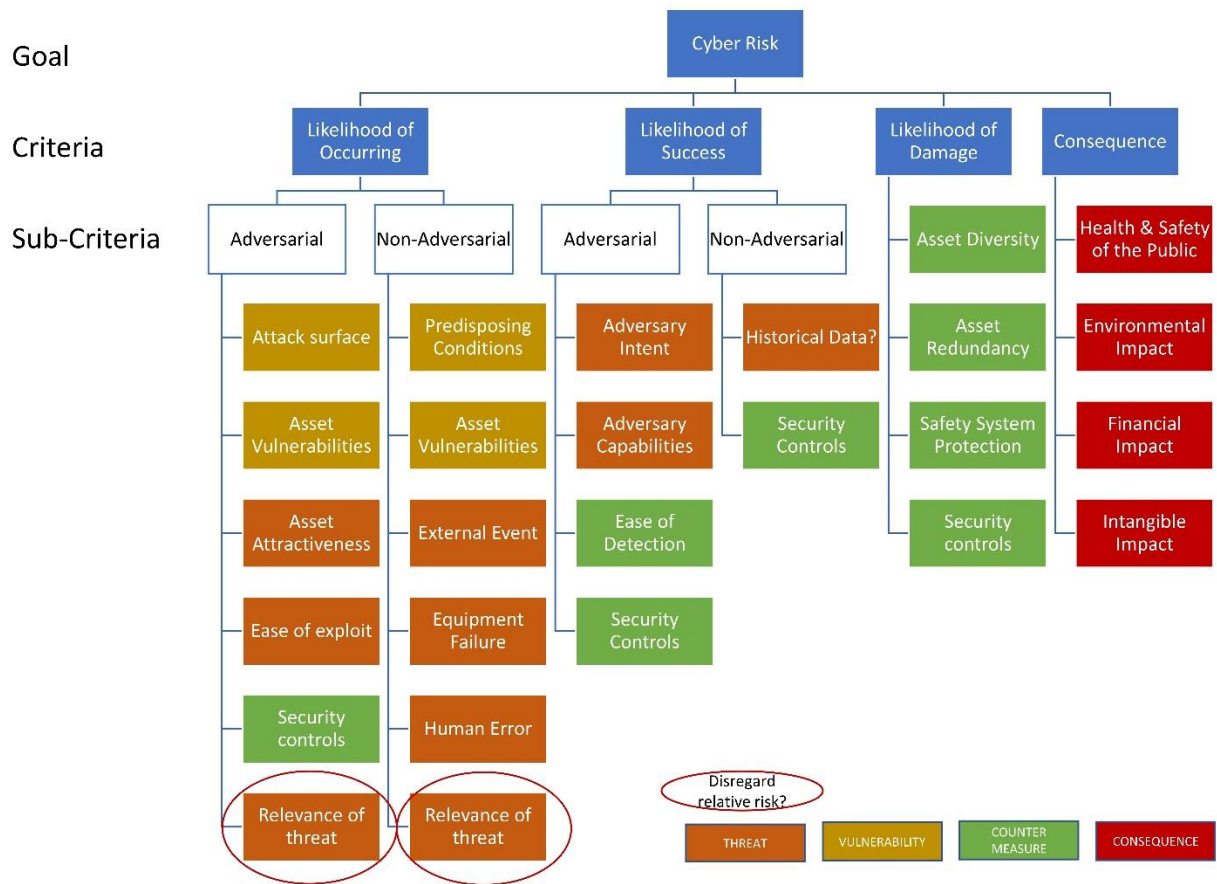 Goal
Cyber Risk
Criteria
Likelihood of
Occurring
Likelihood of
Success
Likelihood of
Damage
Consequence
Sub-Criteria
Adversarial
Non-Adversarial
Adversarial
Non-Adversarial
Asset Diversity
Health & Safety
of the Public
Attack surface
Predisposing
Conditions
Adversary
Intent
Historical Data?
Asset
Redundancy
Environmental
Impact
Asset
Vulnerabilities
Asset
Vulnerabilities
Adversary
Capabilities
Security
Controls
Safety System
Protection
Financial
Impact
Asset
Attractiveness
External Event
Ease of
Detection
Security
controls
Intangible
Impact
Ease of exploit
Equipment
Failure
Security
Controls
Security
controls
Human Error
Relevance of
threat
Relevance of
threat
Disregard
relative risk?
THREAT
VULNERABILITY
COUNTER
MEASURE
CONSEQUENCE